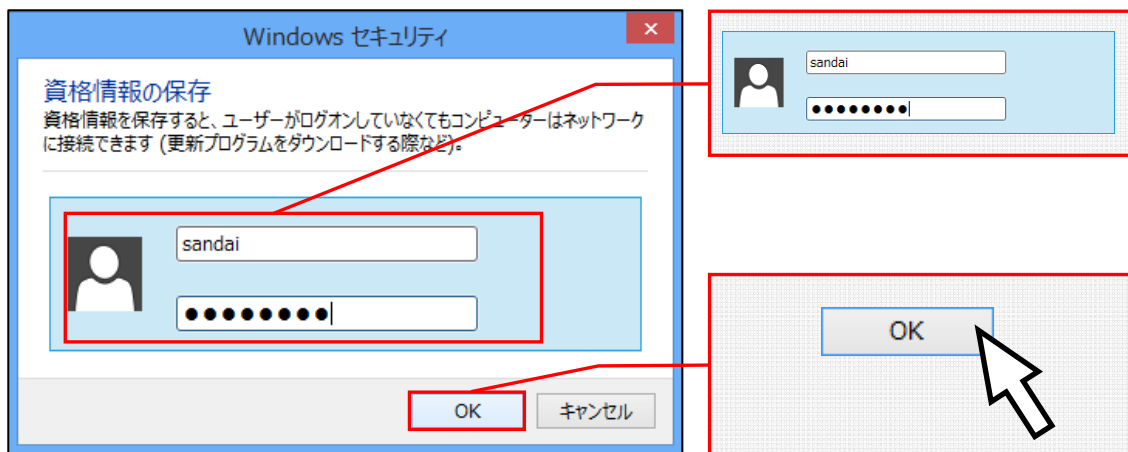 Windows セキュリティ
資格情報の保存
資格情報を保存すると、ユーザーがログオンしていなくてもコンピューターはネットワーク
に接続できます (更新プログラムをダウンロードする際など)。
sandai
●●●●●●●●
OK
キャンセル
sandai
●●●●●●●●
OK